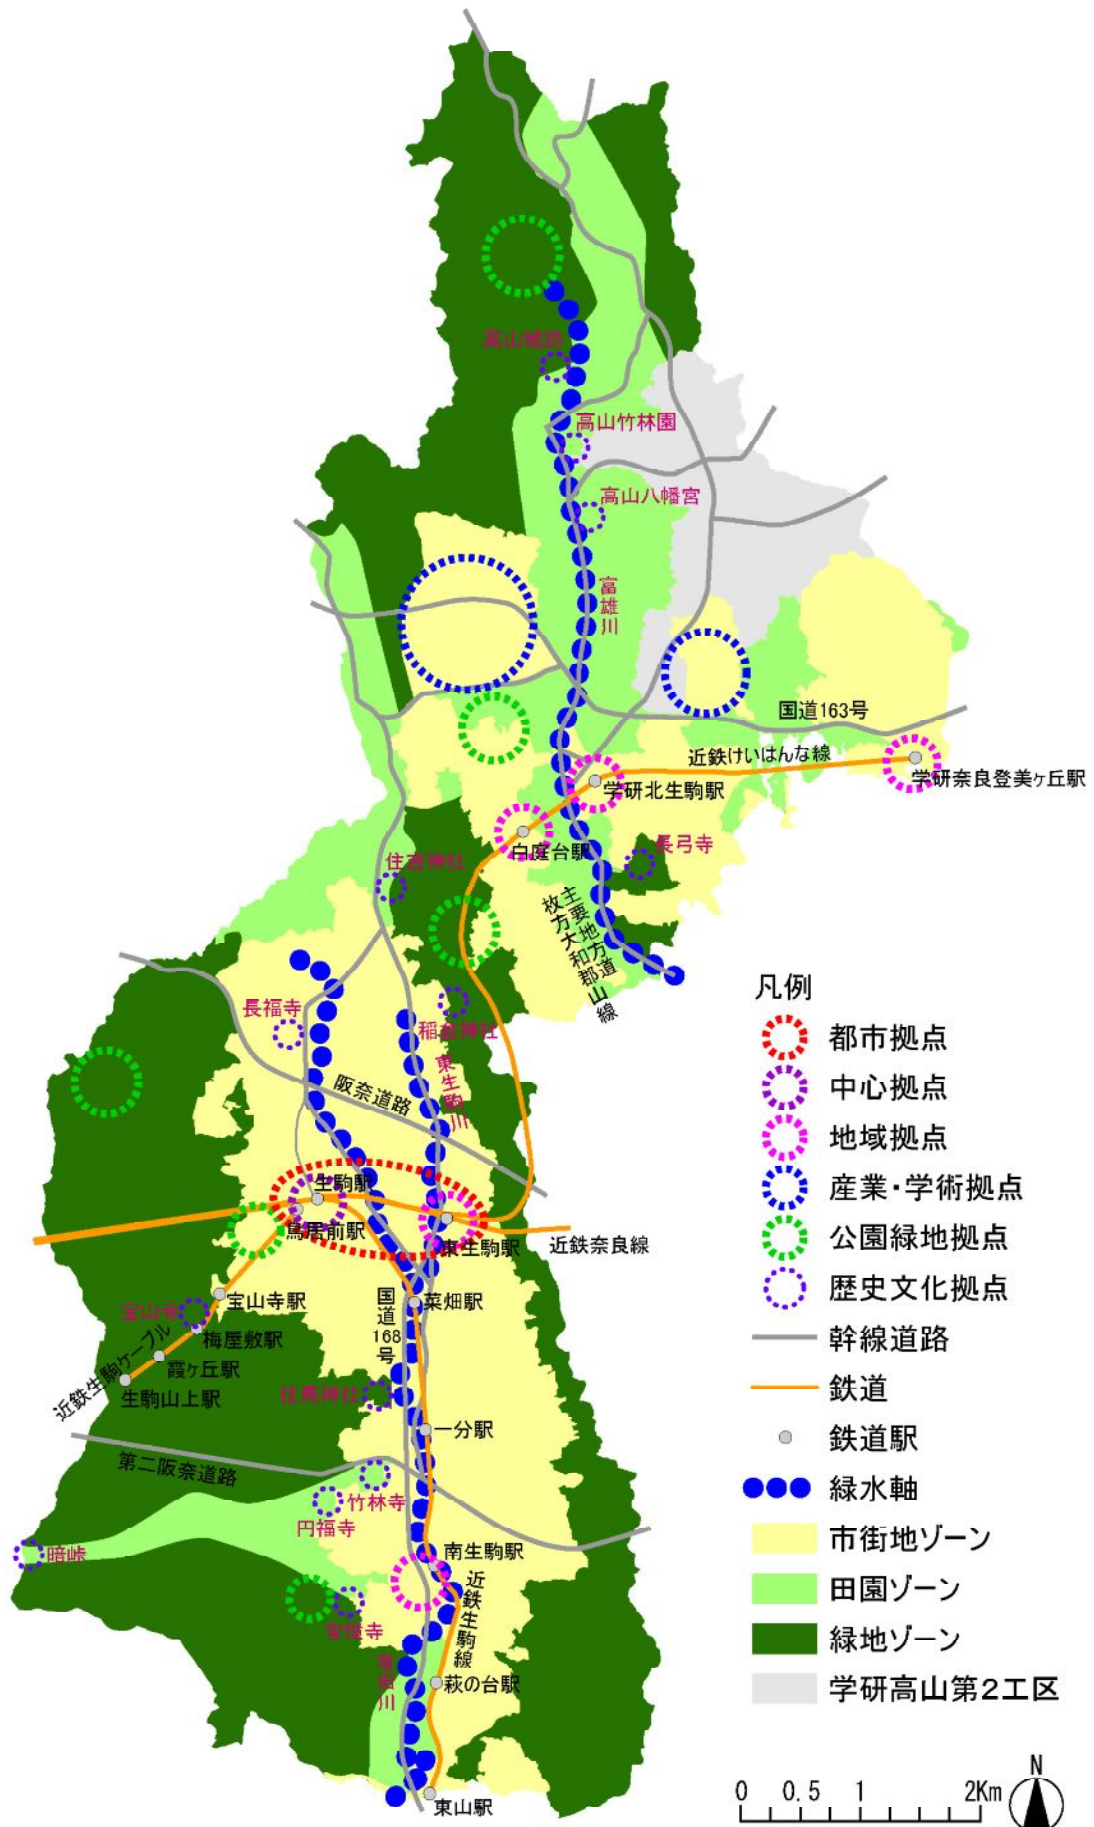 高山城跡
高山竹林園
高山八幡宮
富雄川
国道163号
近鉄けいはんな線
学研奈良登美ヶ丘駅
学研北生駒駅
白庭台駅
長弓寺
住吉神社
主要地方道
枚方大和郡山線
長福寺
稲倉神社
東生駒川
阪奈道路
生駒駅
鳥居前駅
東生駒駅
近鉄奈良線
宝山寺駅
宝山寺
梅屋敷駅
霞ヶ丘駅
生駒山上駅
近鉄生駒ケーブル
国道168号
菜畑駅
往馬神社
一分駅
第二阪奈道路
竹林寺
円福寺
暗峠
南生駒駅
近鉄生駒線
宝幢寺
竜田川
萩の台駅
東山駅
凡例
都市拠点
中心拠点
地域拠点
産業・学術拠点
公園緑地拠点
歴史文化拠点
幹線道路
鉄道
鉄道駅
緑水軸
市街地ゾーン
田園ゾーン
緑地ゾーン
学研高山第2工区
0 0.5 1 2Km
N